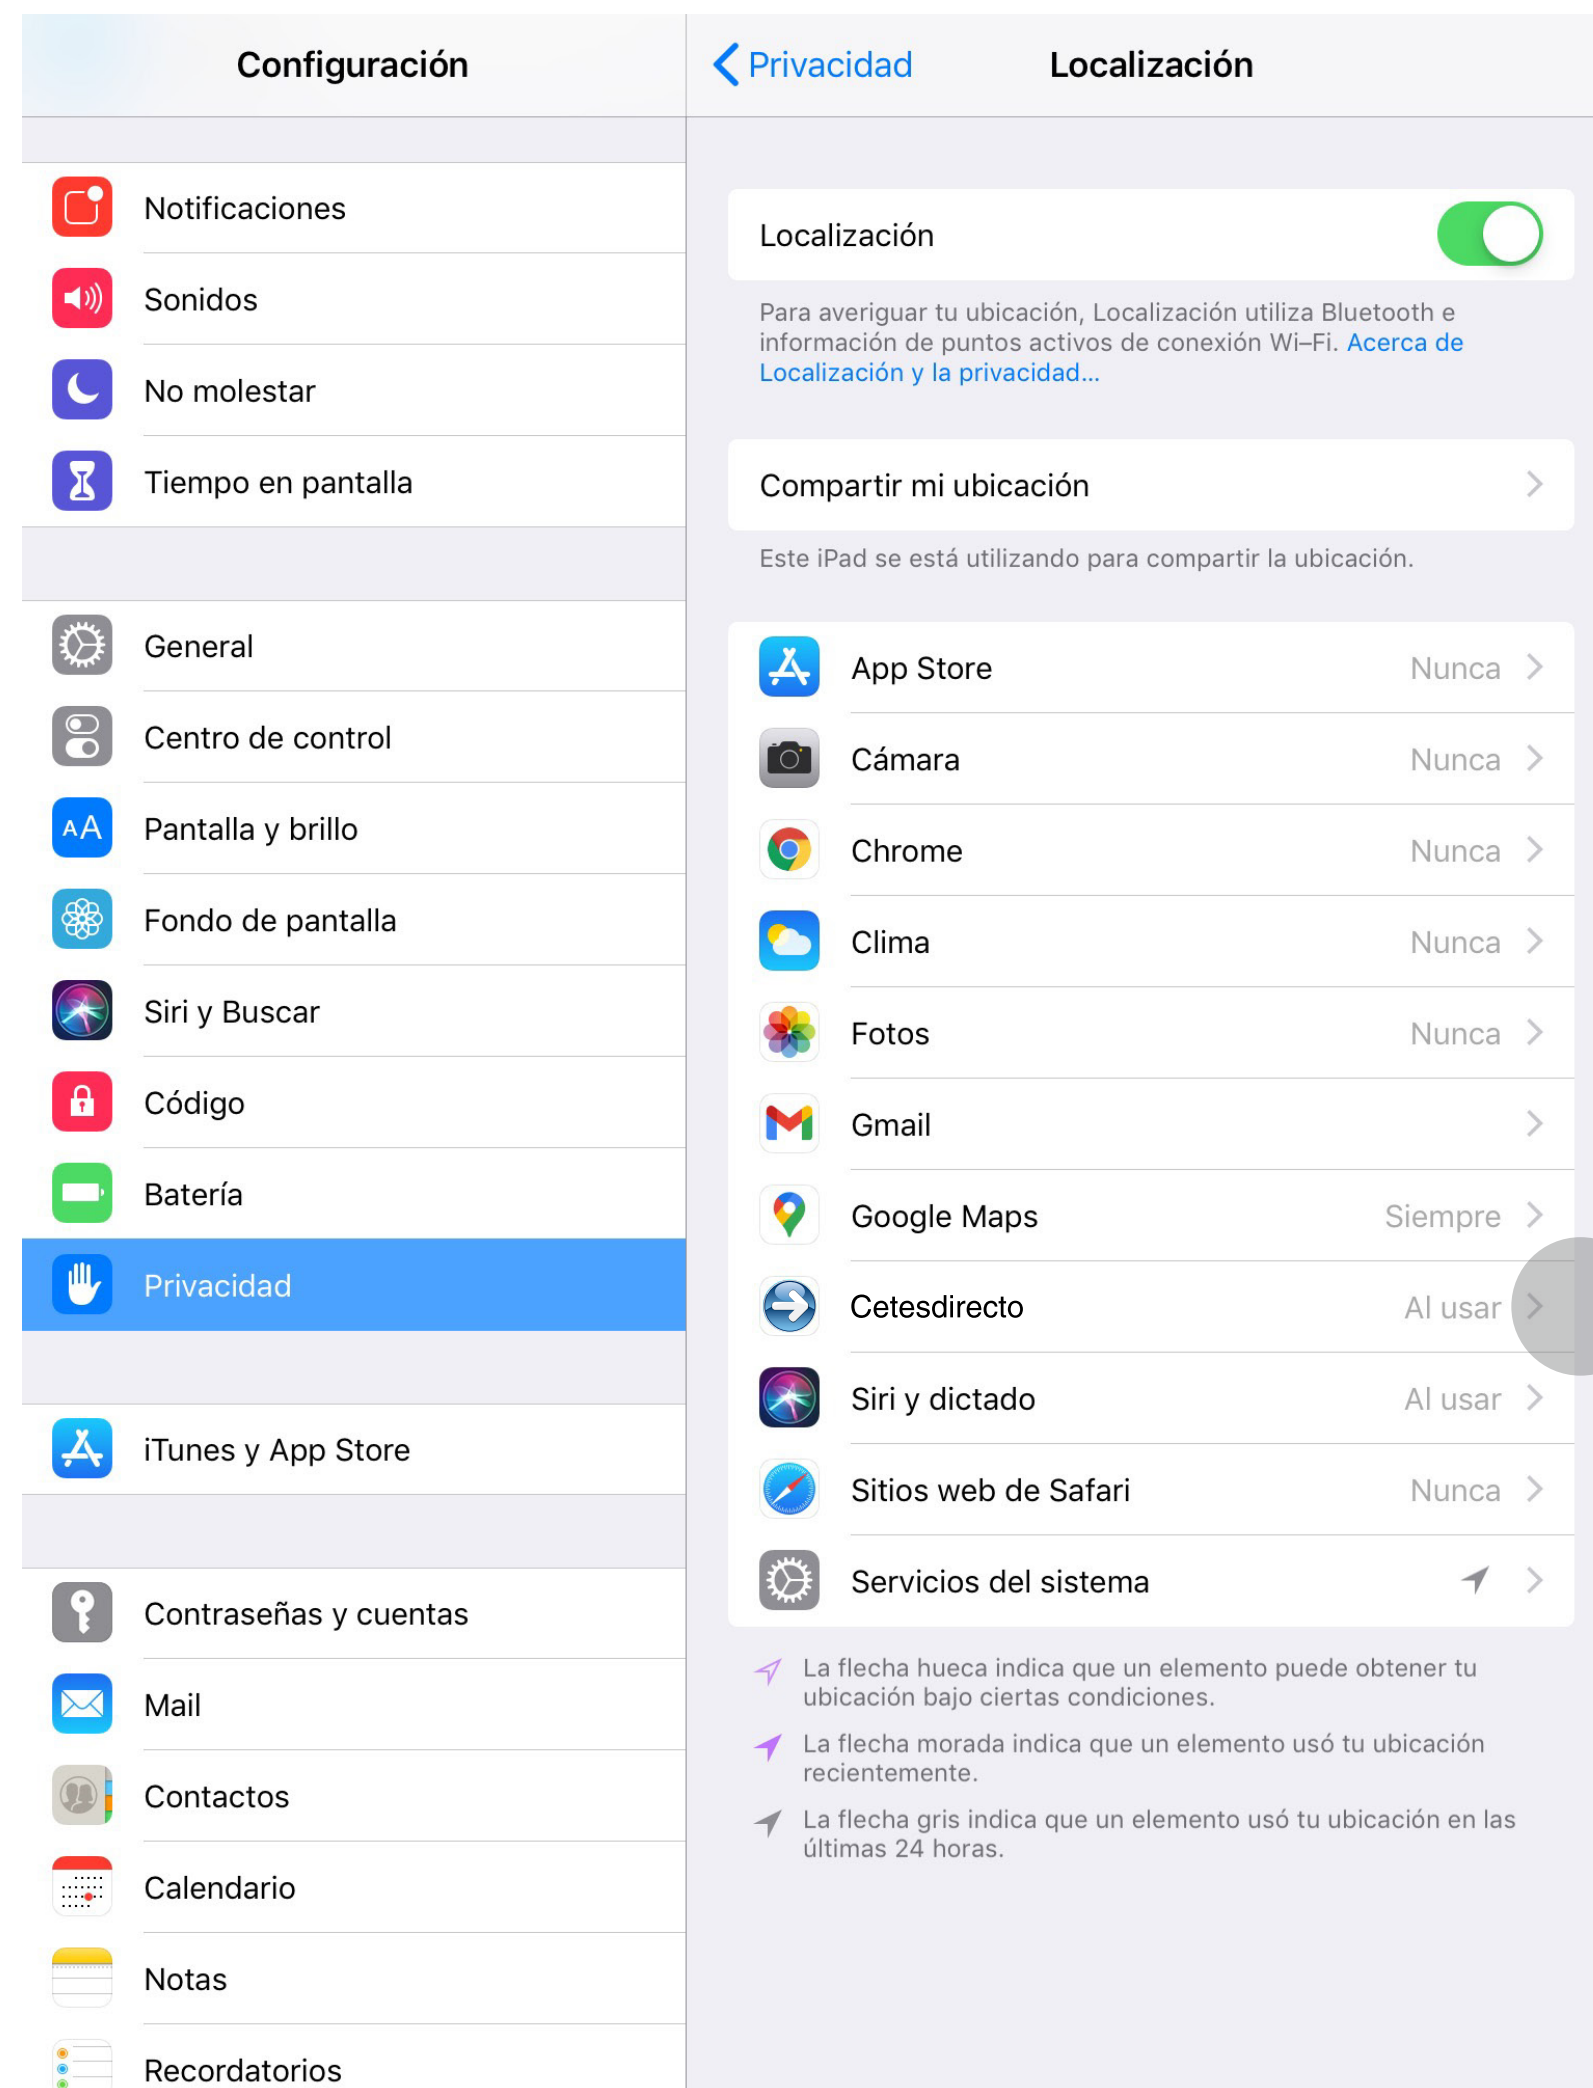 Configuración
Notificaciones
Sonidos
No molestar
Tiempo en pantalla
General
Centro de control
AA Pantalla y brillo
Fondo de pantalla
Siri y Buscar
Código
Batería
Privacidad
iTunes y App Store
Contraseñas y cuentas
Mail
Contactos
Calendario
Notas
Recordatorios
Privacidad Localización
Localización
Para averiguar tu ubicación, Localización utiliza Bluetooth e
información de puntos activos de conexión Wi–Fi. Acerca de
Localización y la privacidad...
Compartir mi ubicación
Este iPad se está utilizando para compartir la ubicación.
App Store Nunca
Cámara Nunca
Chrome Nunca
Clima Nunca
Fotos Nunca
Gmail
Google Maps Siempre
Cetesdirecto Al usar
Siri y dictado Al usar
Sitios web de Safari Nunca
Servicios del sistema
La flecha hueca indica que un elemento puede obtener tu
ubicación bajo ciertas condiciones.
La flecha morada indica que un elemento usó tu ubicación
recientemente.
La flecha gris indica que un elemento usó tu ubicación en las
últimas 24 horas.